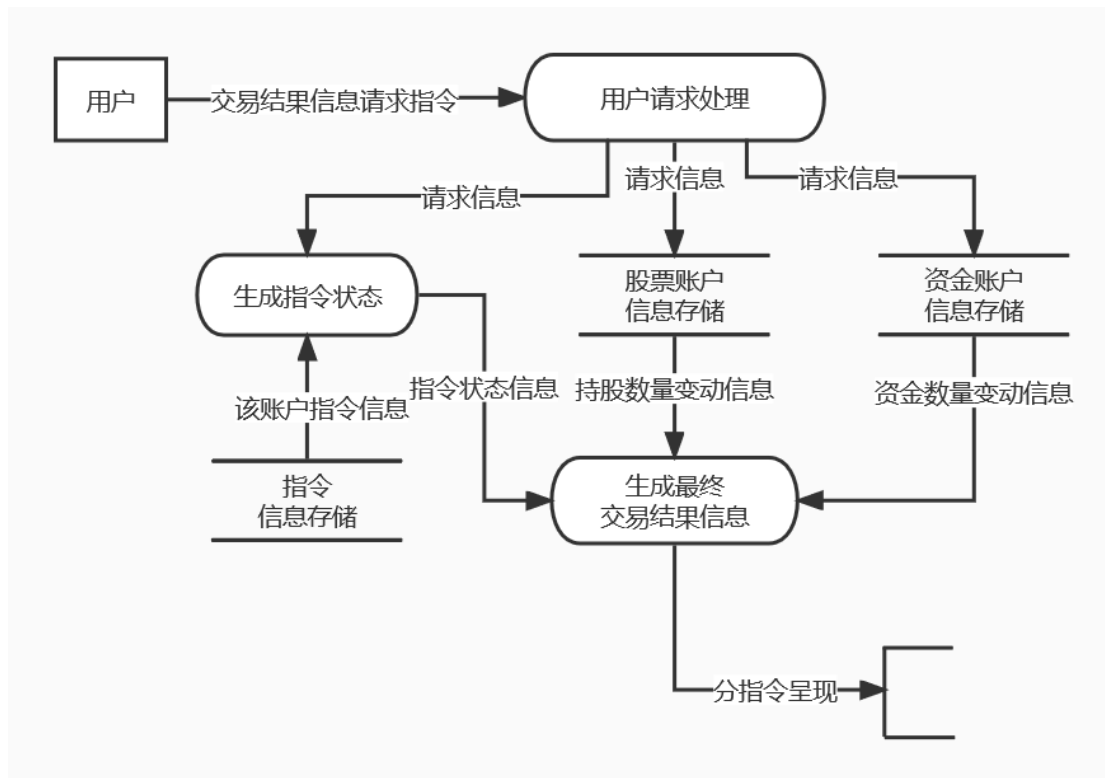 用户
交易结果信息请求指令
用户请求处理
请求信息
请求信息
请求信息
生成指令状态
股票账户
信息存储
资金账户
信息存储
该账户指令信息
指令状态信息
持股数量变动信息
资金数量变动信息
指令
信息存储
生成最终
交易结果信息
分指令呈现